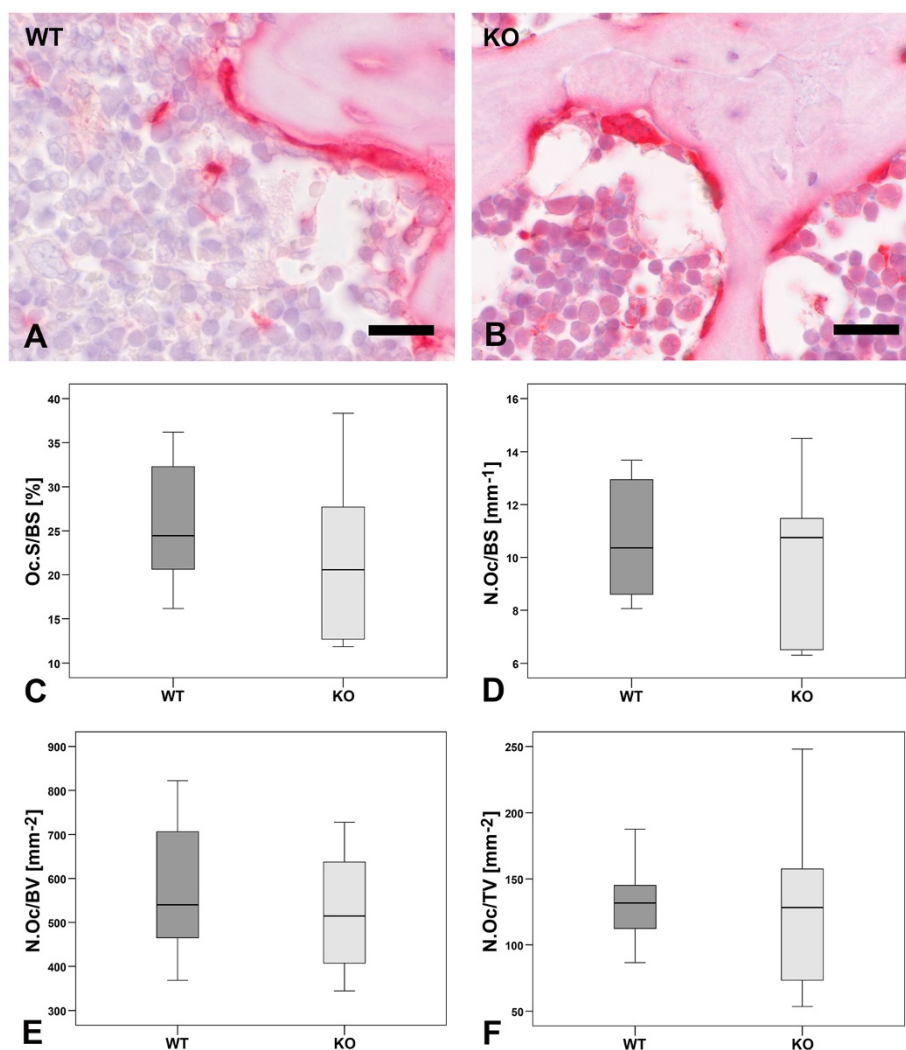 WT
KO
A
B
40
35
30
25
20
15
10
Oc.S/BS [%]
WT
KO
C
16
14
12
10
8
6
N.Oc/BS [mm-1]
WT
KO
D
900
800
700
600
500
400
300
N.Oc/BV [mm-2]
WT
KO
E
250
200
150
100
50
N.Oc/TV [mm-2]
WT
KO
F